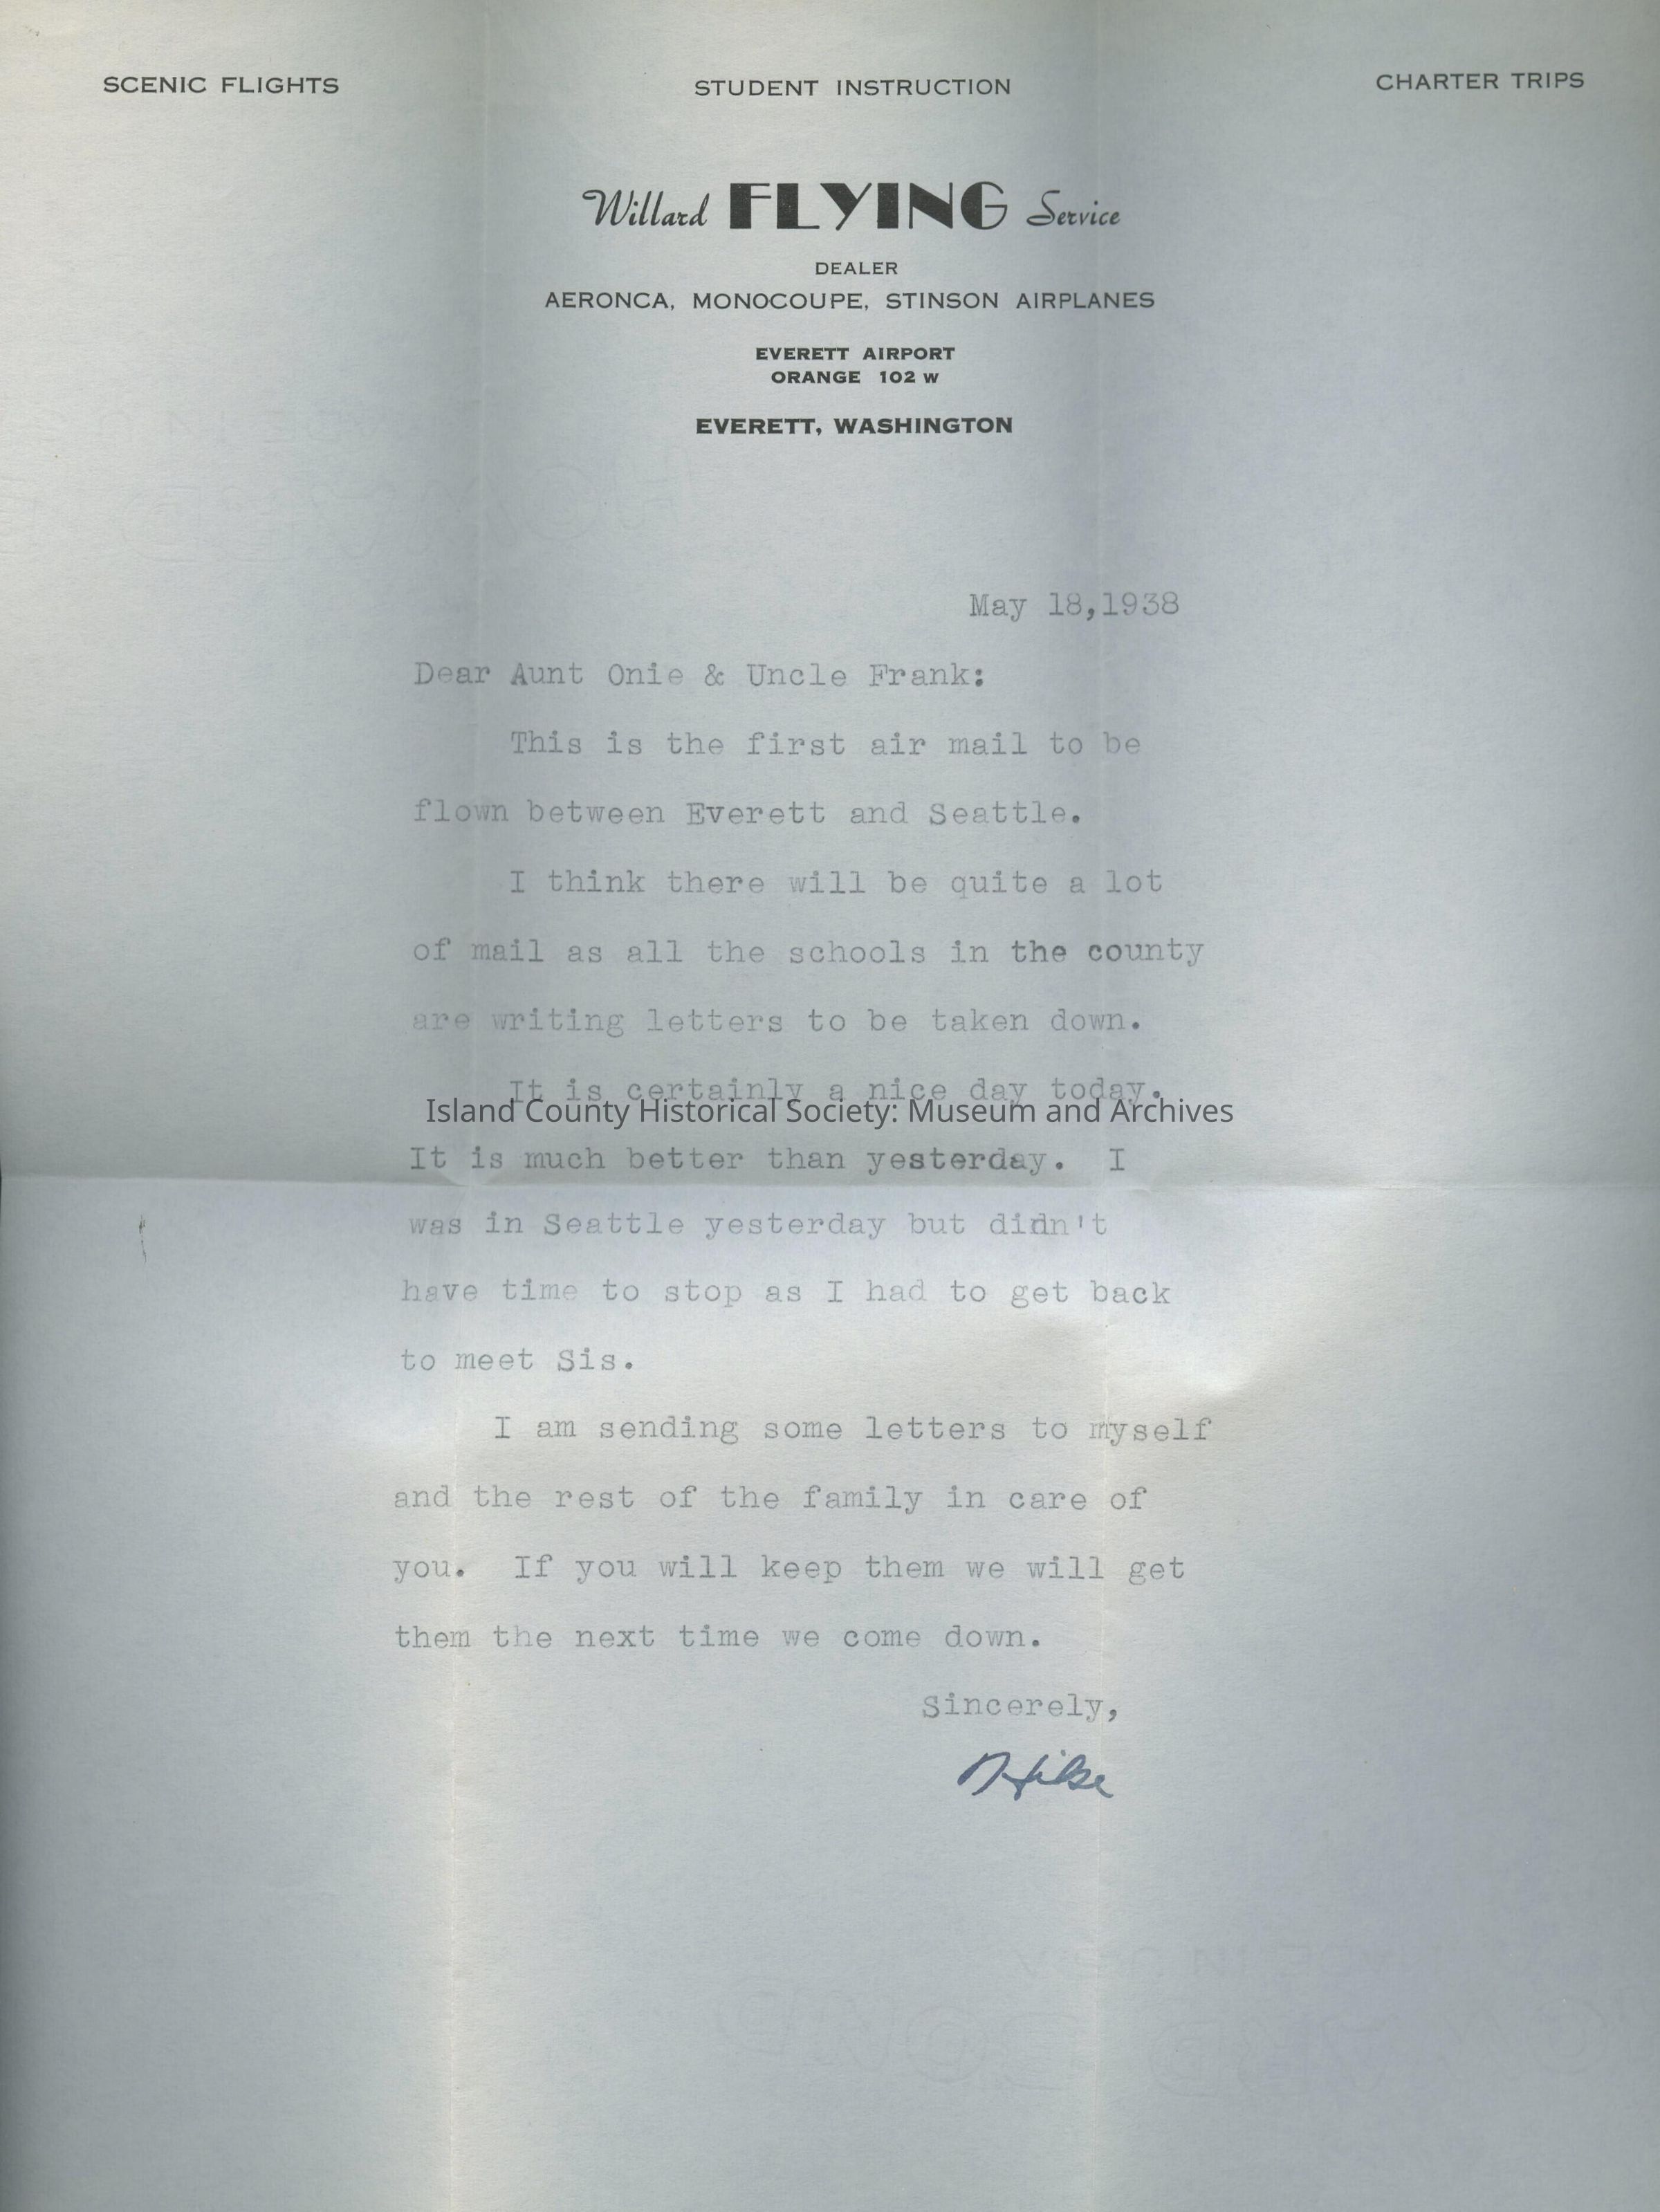 SCENIC FLIGHTS STUDENT INSTRUCTION CHARTER TRIPS
Willard FLYING Service
DEALER
AERONCA, MONOCOUPE, STINSON AIRPLANES
EVERETT AIRPORT
ORANGE 102 W
EVERETT, WASHINGTON
May 18,1938
Dear Aunt Onie & Uncle Frank:
This is the first air mail to be
flown between Everett and Seattle.
I think there will be quite a lot
of mail as all the schools in the county
are writing letters to be taken down.
It is certainly a nice day today.
Island County Historical Society: Museum and Archives
It is much better than yesterday. I
was in Seattle yesterday but didn't
have time to stop as I had to get back
to meet Sis.
I am sending some letters to myself
and the rest of the family in care of
you. If you will keep them we will get
them the next time we come down.
Sincerely,